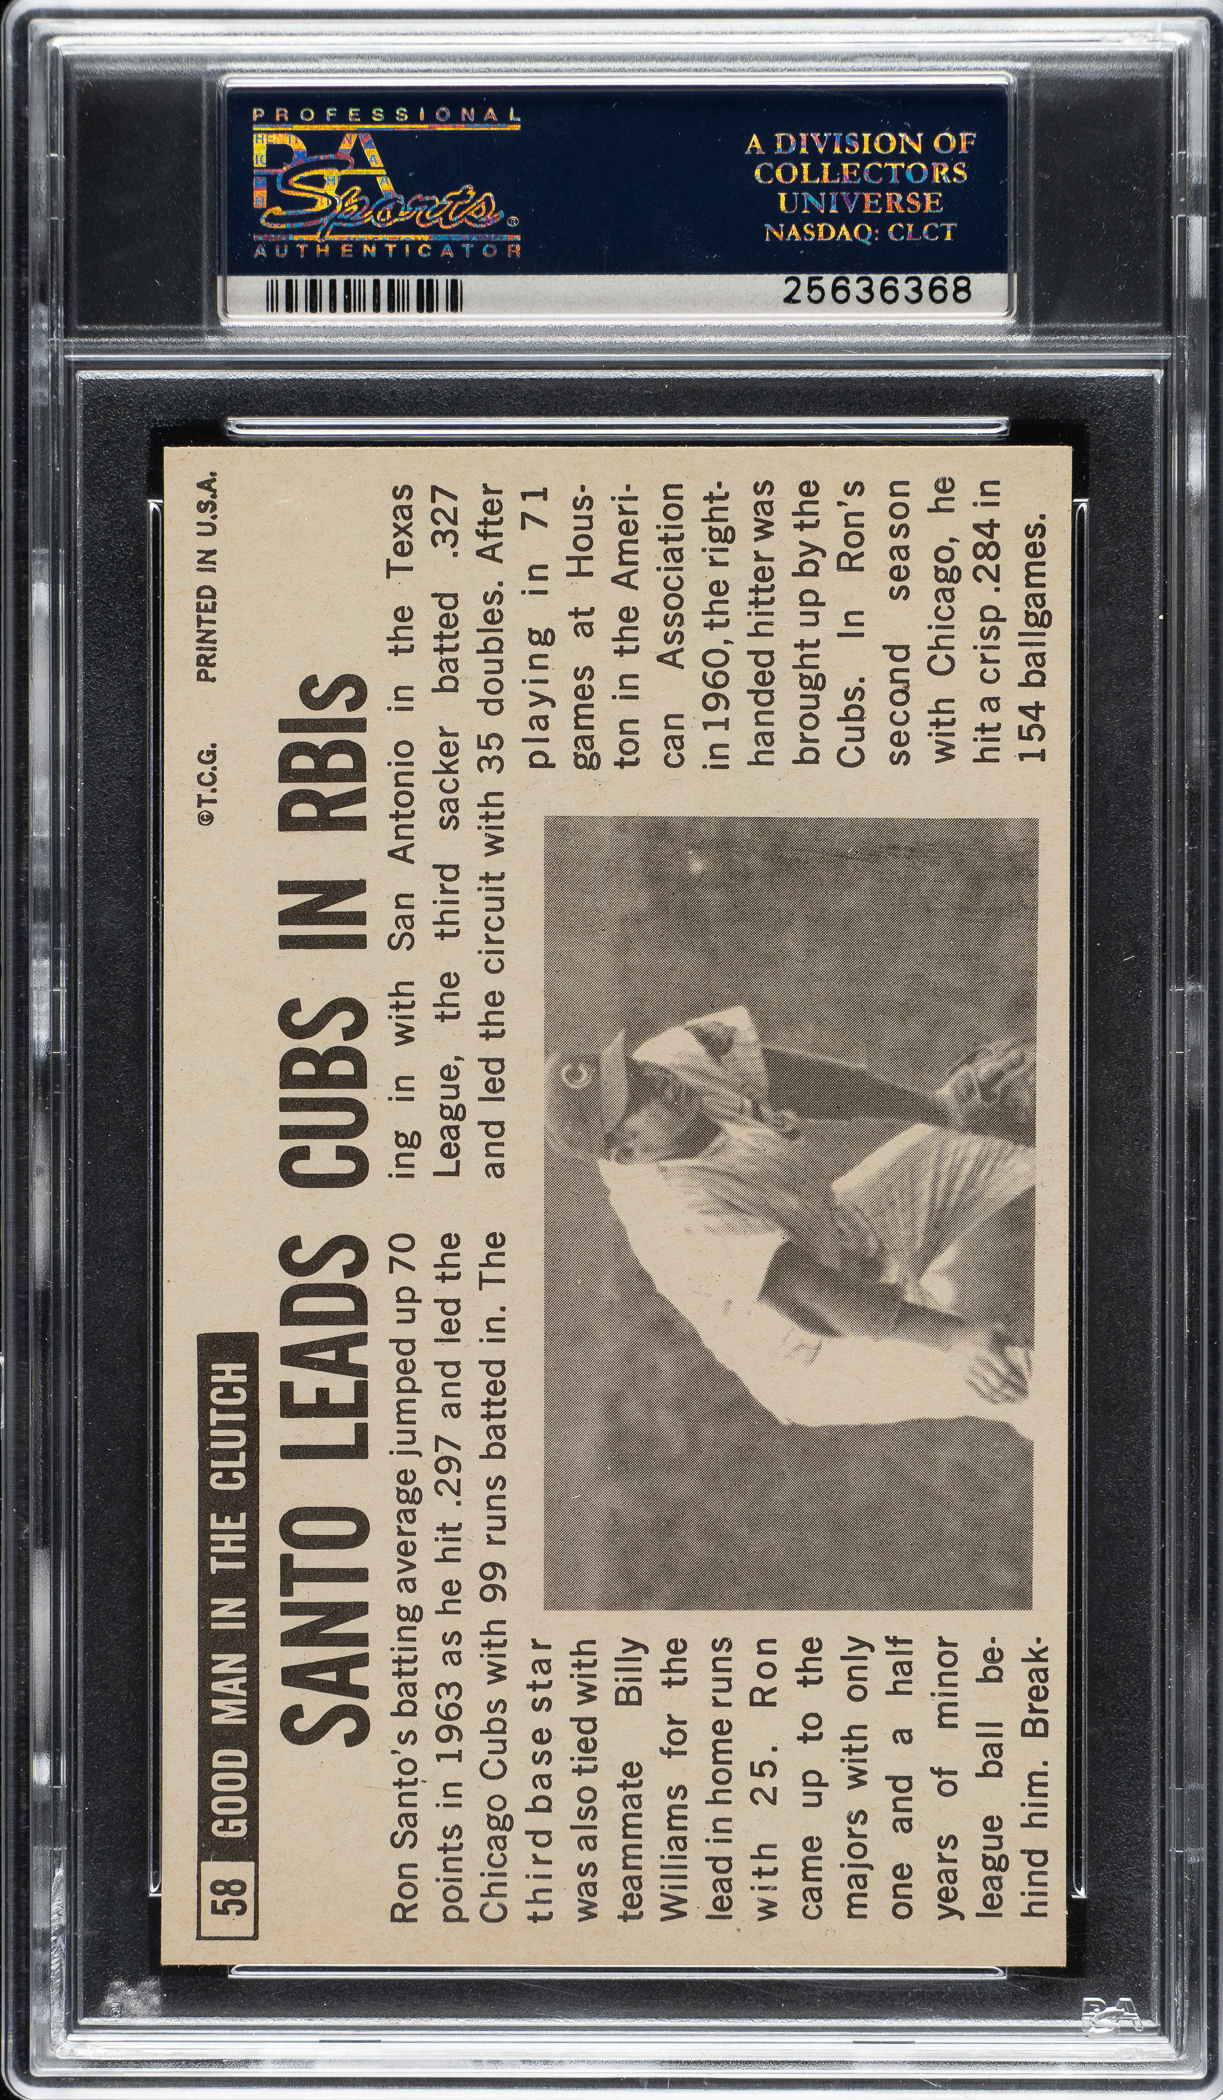 PROFESSIONAL
PSA
Sports®
AUTHENTICATOR
A DIVISION OF
COLLECTORS
UNIVERSE
NASDAQ: CLCT
25636368
©T.C.G. PRINTED IN U.S.A.
58 GOOD MAN IN THE CLUTCH
SANTO LEADS CUBS IN RBIs
Ron Santo's batting average jumped up 70
points in 1963 as he hit .297 and led the
Chicago Cubs with 99 runs batted in. The
third base star
was also tied with
teammate Billy
Williams for the
lead in home runs
with 25. Ron
came up to the
majors with only
one and a half
years of minor
league ball be-
hind him. Break-
ing in with San Antonio in the Texas
League, the third sacker batted .327
and led the circuit with 35 doubles. After
playing in 71
games at Hous-
ton in the Ameri-
can Association
in 1960, the right-
handed hitter was
brought up by the
Cubs. In Ron's
second season
with Chicago, he
hit a crisp .284 in
154 ballgames.
C
PSA